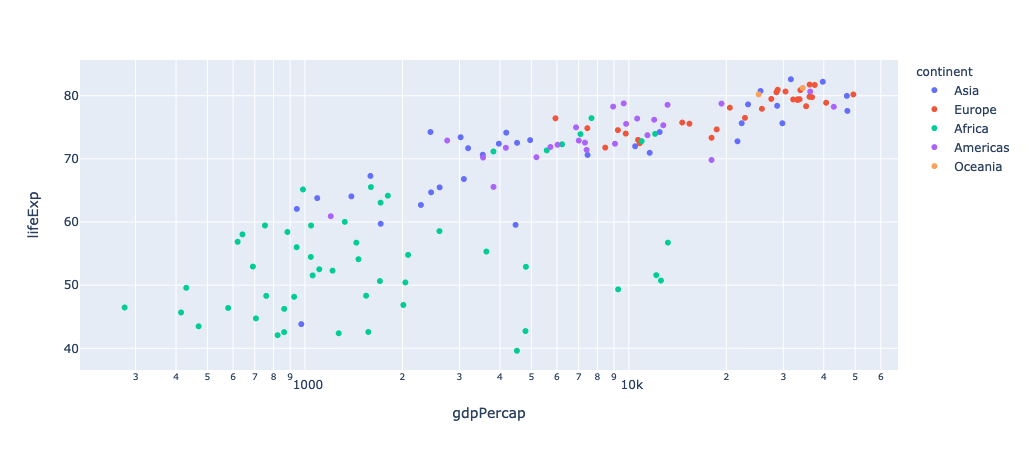 continent
Asia
Europe
Africa
Americas
Oceania
lifeExp
80
70
60
50
40
3 4 5 6 7 8 9 1000 2 3 4 5 6 7 8 9 10k 2 3 4 5 6
gdpPercap